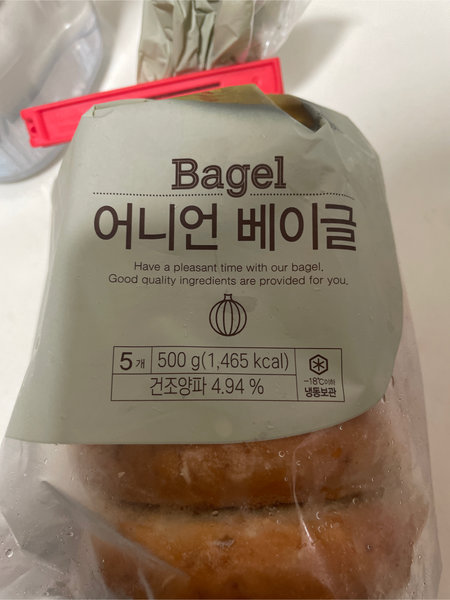 Bagel
어니언 베이글
Have a pleasant time with our bagel.
Good quality ingredients are provided for you.
5개 500 g(1,465 kcal)
건조양파 4.94 %
-18℃이하
냉동보관